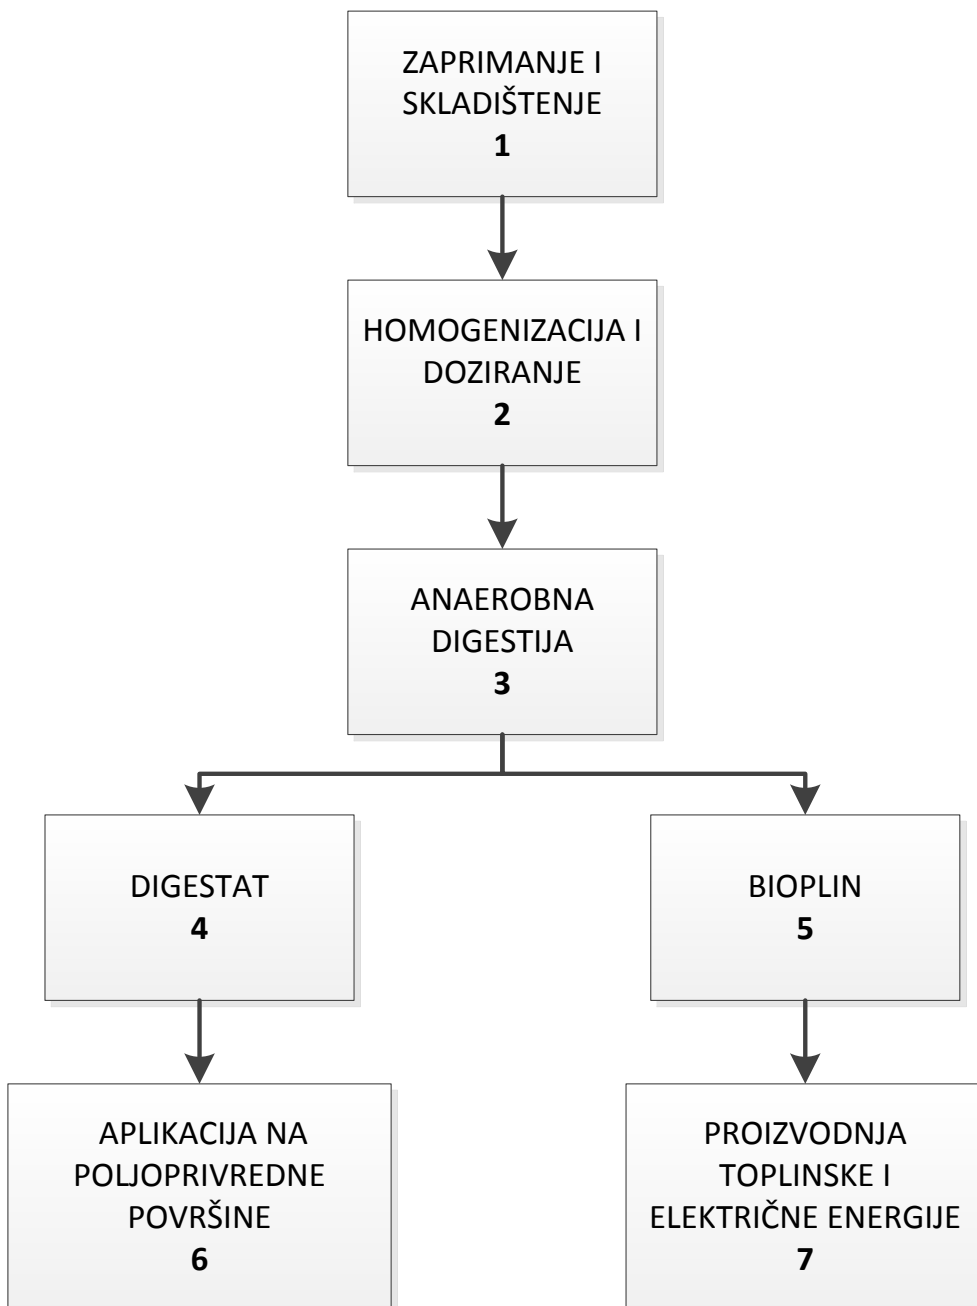 ZAPRIMANJE I
SKLADIŠTENJE
1
HOMOGENIZACIJA I
DOZIRANJE
2
ANAEROBNA
DIGESTIJA
3
DIGESTAT
4
BIOPLIN
5
APLIKACIJA NA
POLJOPRIVREDNE
POVRŠINE
6
PROIZVODNJA
TOPLINSKE I
ELEKTRIČNE ENERGIJE
7